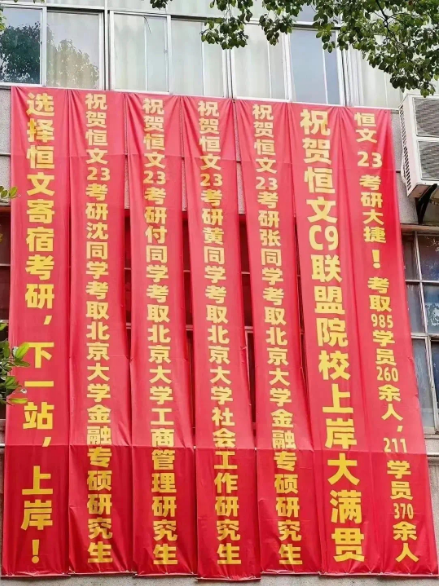 恒文23考研大捷！考取985学员260余人，211学员370余人
祝贺恒文C9联盟院校上岸大满贯
祝贺恒文23考研张同学考取北京大学金融专硕研究生
祝贺恒文23考研黄同学考取北京大学社会工作研究生
祝贺恒文23考研付同学考取北京大学工商管理研究生
祝贺恒文23考研沈同学考取北京大学金融专硕研究生
选择恒文寄宿考研，下一站，上岸！